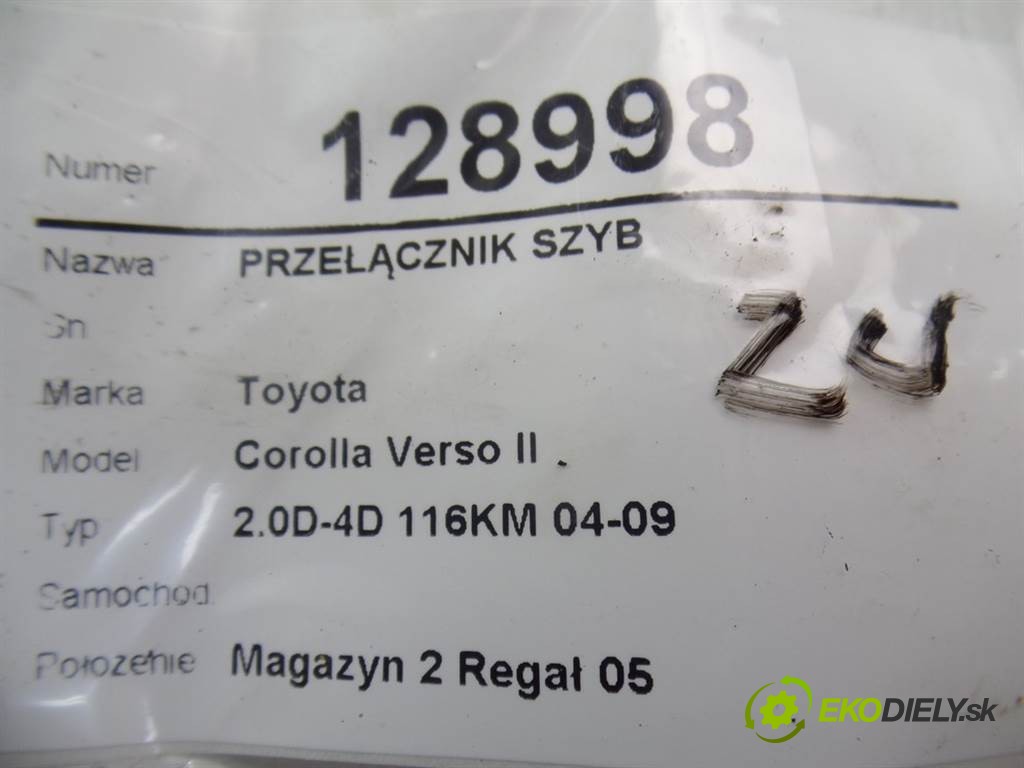 Numer 128998
Nazwa PRZEŁĄCZNIK SZYB
Sn
ZU
Marka Toyota
Model Corolla Verso II
Typ 2.0D-4D 116KM 04-09
Samochod
Położenie Magazyn 2 Regał 05
EKODIELY.sk